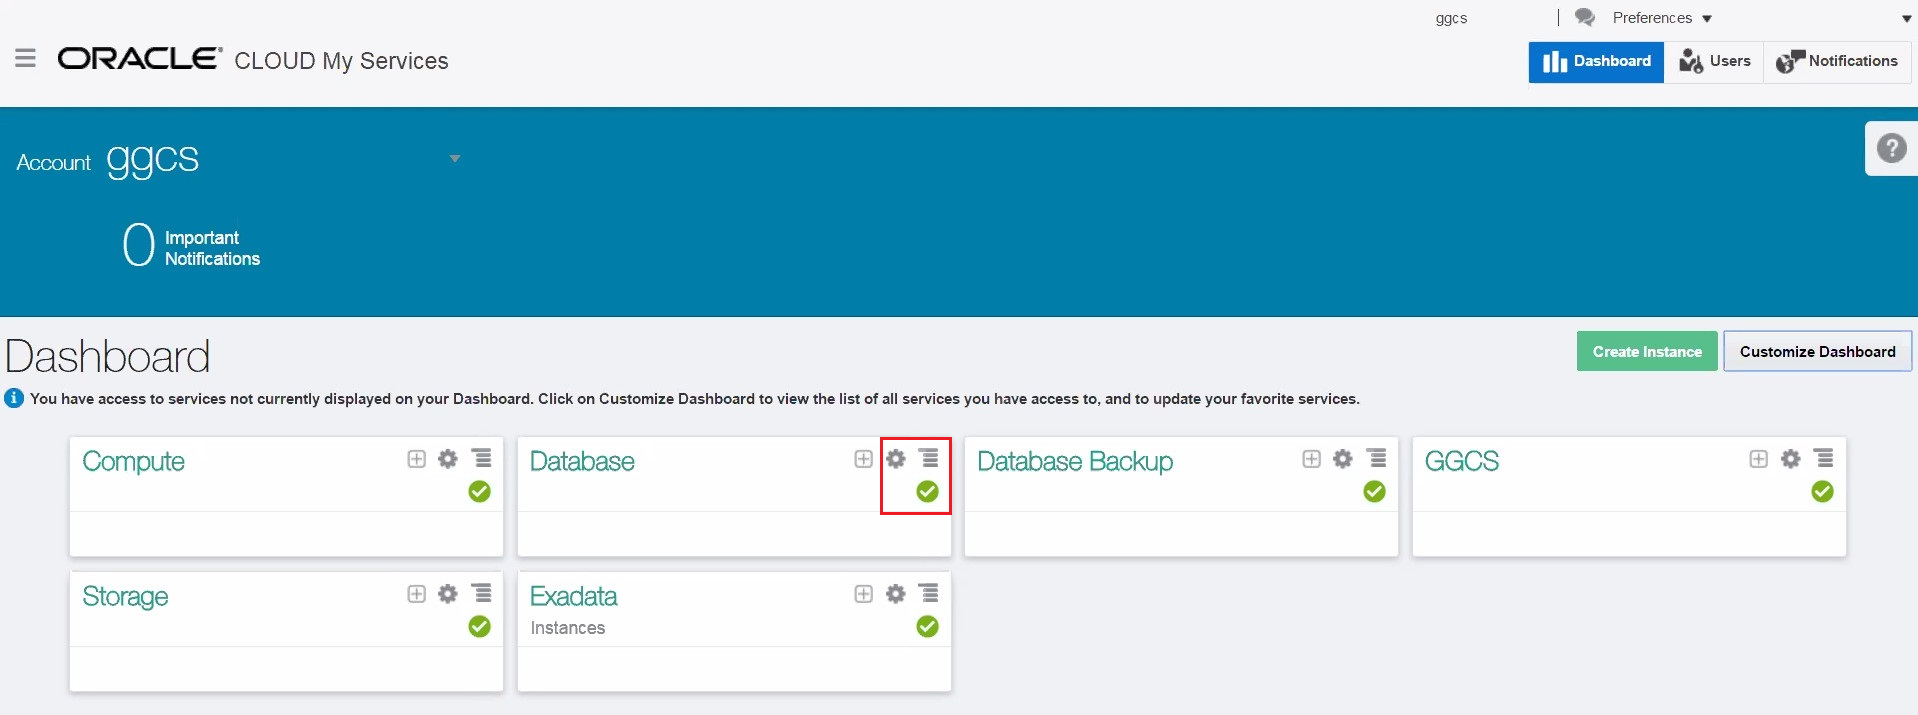 ggcs
Preferences
ORACLE CLOUD My Services
Dashboard
Users
Notifications
Account ggcs
0 Important
Notifications
Dashboard
Create Instance
Customize Dashboard
You have access to services not currently displayed on your Dashboard. Click on Customize Dashboard to view the list of all services you have access to, and to update your favorite services.
Compute
Database
Database Backup
GGCS
Storage
Exadata
Instances